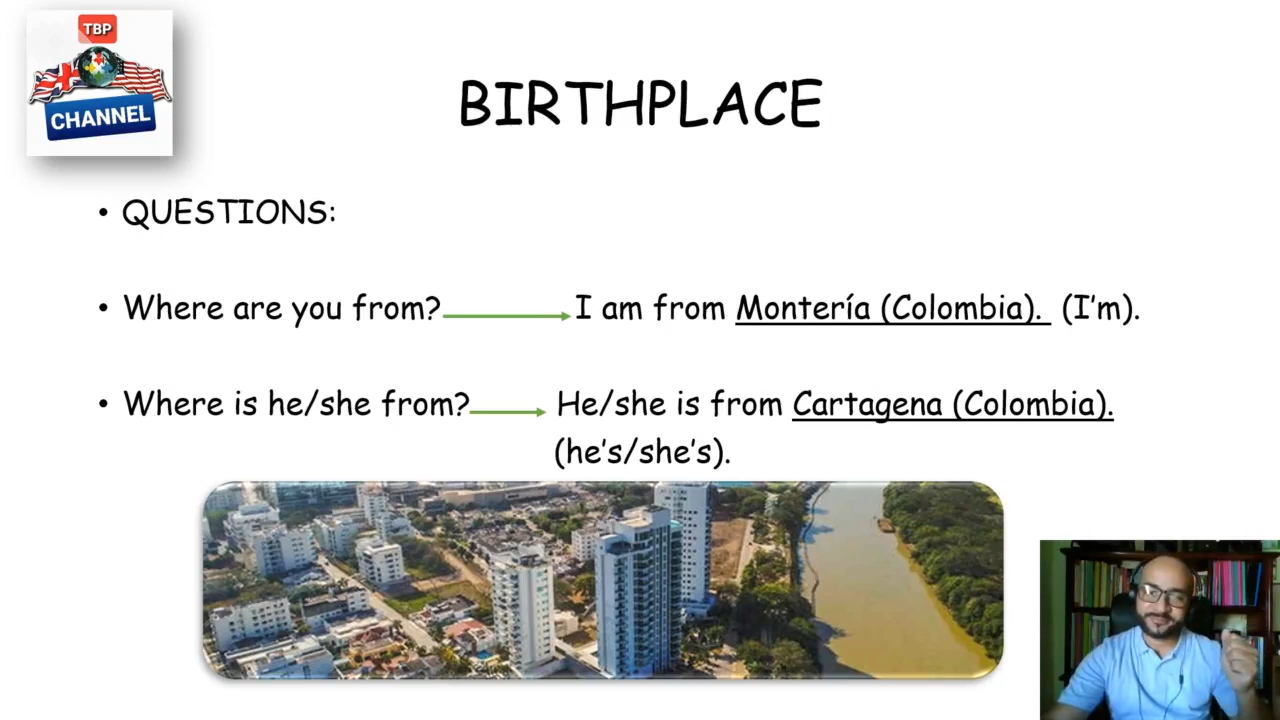 TBP
CHANNEL
BIRTHPLACE
• QUESTIONS:
• Where are you from? I am from Montería (Colombia). (I'm).
• Where is he/she from? He/she is from Cartagena (Colombia).
(he's/she's).